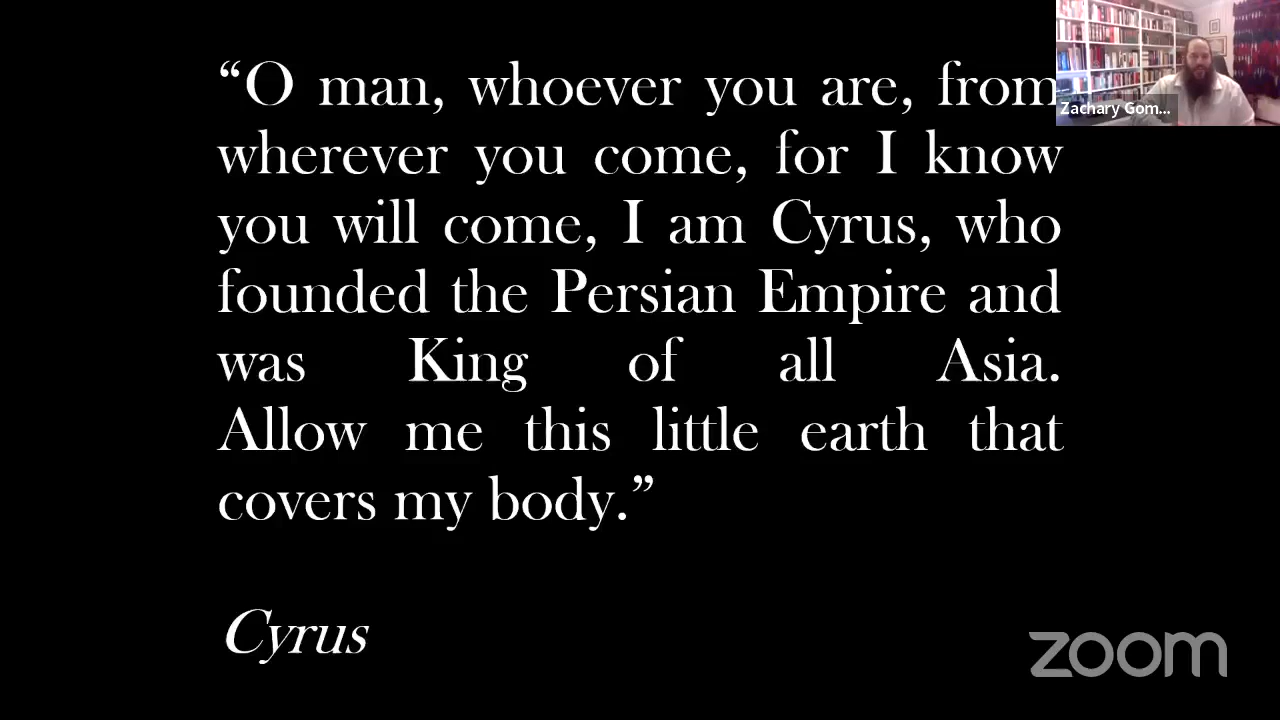 “O man, whoever you are, from
wherever you come, for I know
you will come, I am Cyrus, who
founded the Persian Empire and
was King of all Asia.
Allow me this little earth that
covers my body.”
Cyrus
Zachary Gom...
zoom